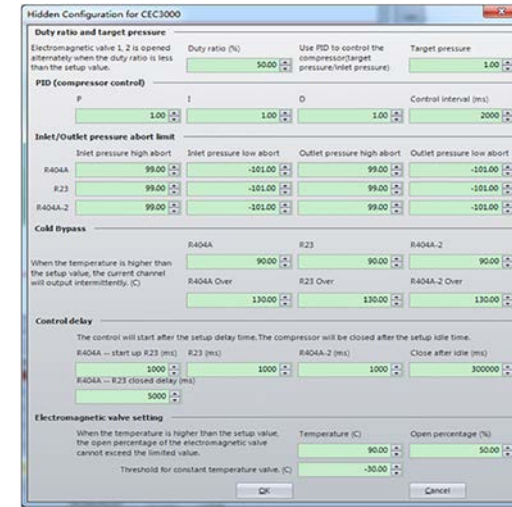 Hidden Configuration for CEC3000
Duty ratio and target pressure
Electromagnetic valve 1, 2 is opened
alternately when the duty ratio is less
than the setup value.
Duty ratio (%)
50.00
Use PID to control the
compressor(target
pressure/inlet pressure)
Target pressure
1.00
PID (compressor control)
P I D Control interval (ms)
1.00 1.00 1.00 2000
Inlet/Outlet pressure abort limit
Inlet pressure high abort Inlet pressure low abort Outlet pressure high abort Outlet pressure low abort
R404A 99.00 -101.00 99.00 -101.00
R23 99.00 -101.00 99.00 -101.00
R404A-2 99.00 -101.00 99.00 -101.00
Cold Bypass
R404A R23 R404A-2
When the temperature is higher than
the setup value, the current channel
will output intermittently. (C)
90.00 90.00 90.00
R404A Over R23 Over R404A-2 Over
130.00 130.00 130.00
Control delay
The control will start after the setup delay time.The compressor will be closed after the setup idle time.
R404A -- start up R23 (ms) R23 (ms) R404A-2 (ms) Close after idle (ms)
1000 1000 1000 300000
R404A -- R23 closed delay (ms)
5000
Electromagnetic valve setting
When the temperature is higher than the setup value,
the open percentage of the electromagnetic valve
cannot exceed the limited value.
Temperature (C) Open percentage (%)
90.00 50.00
Threshold for constant temperature valve. (C) -30.00
OK Cancel